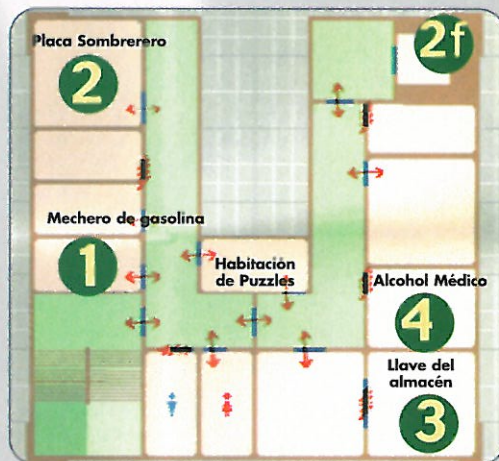 Placa Sombrerero
2
2f
Mechero de gasolina
1
Habitación
de Puzzles
Alcohol Médico
4
Llave del
almacén
3